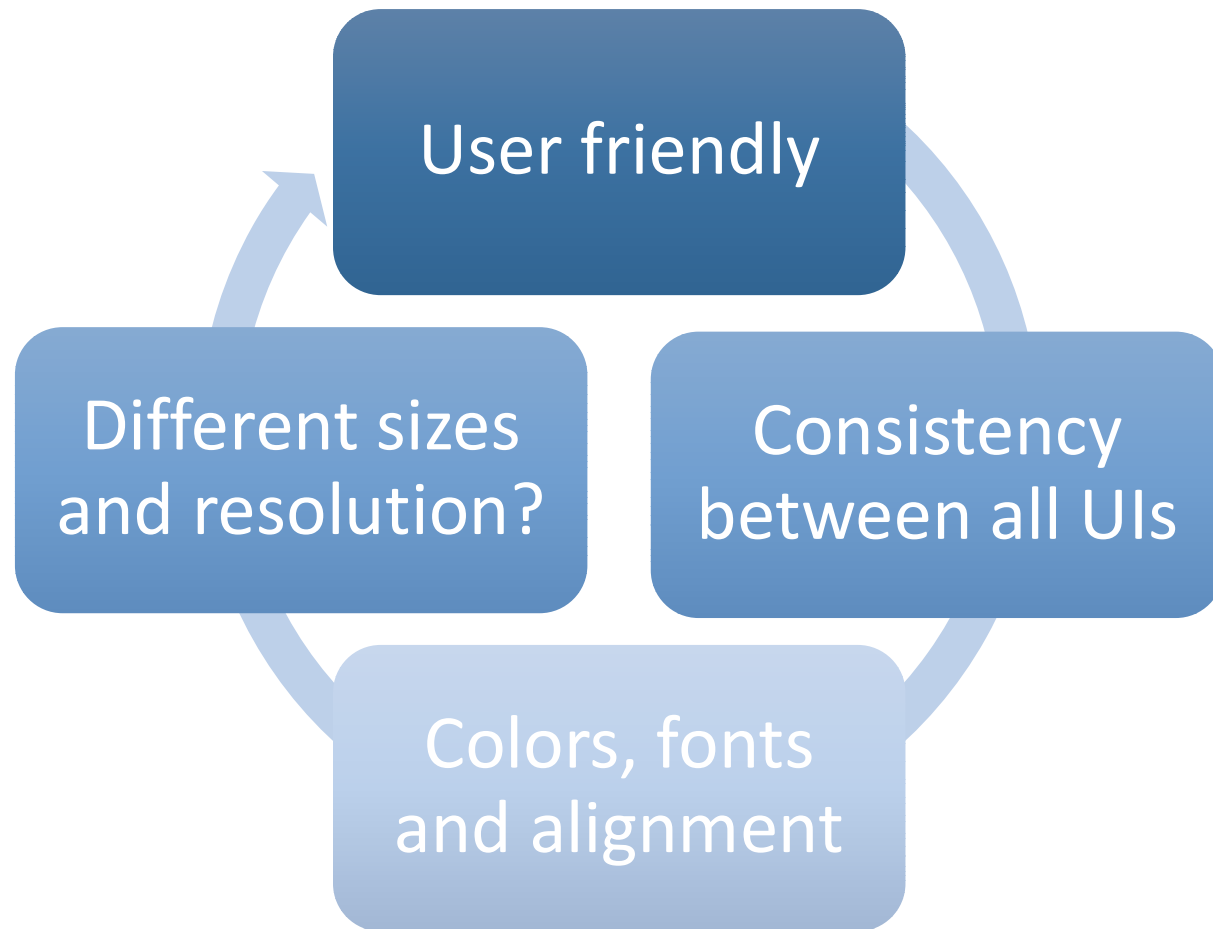 User friendly
Different sizes
and resolution?
Consistency
between all UIs
Colors, fonts
and alignment